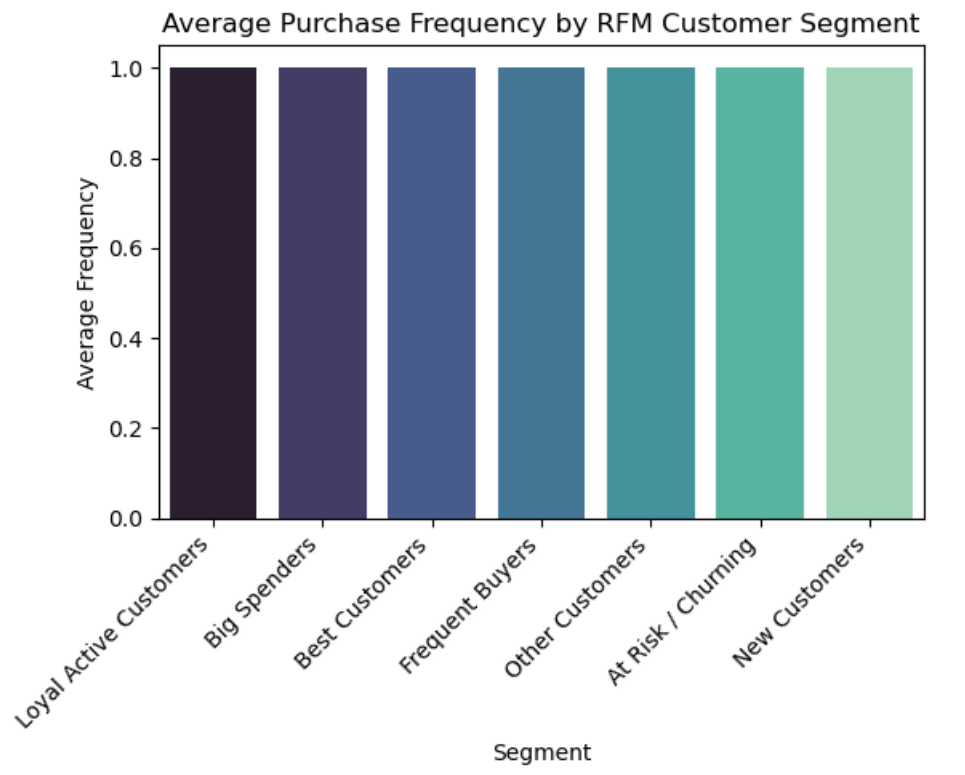 Average Purchase Frequency by RFM Customer Segment
1.0
0.8
0.6
0.4
0.2
0.0
Average Frequency
Loyal Active Customers
Big Spenders
Best Customers
Frequent Buyers
Other Customers
At Risk / Churning
New Customers
Segment